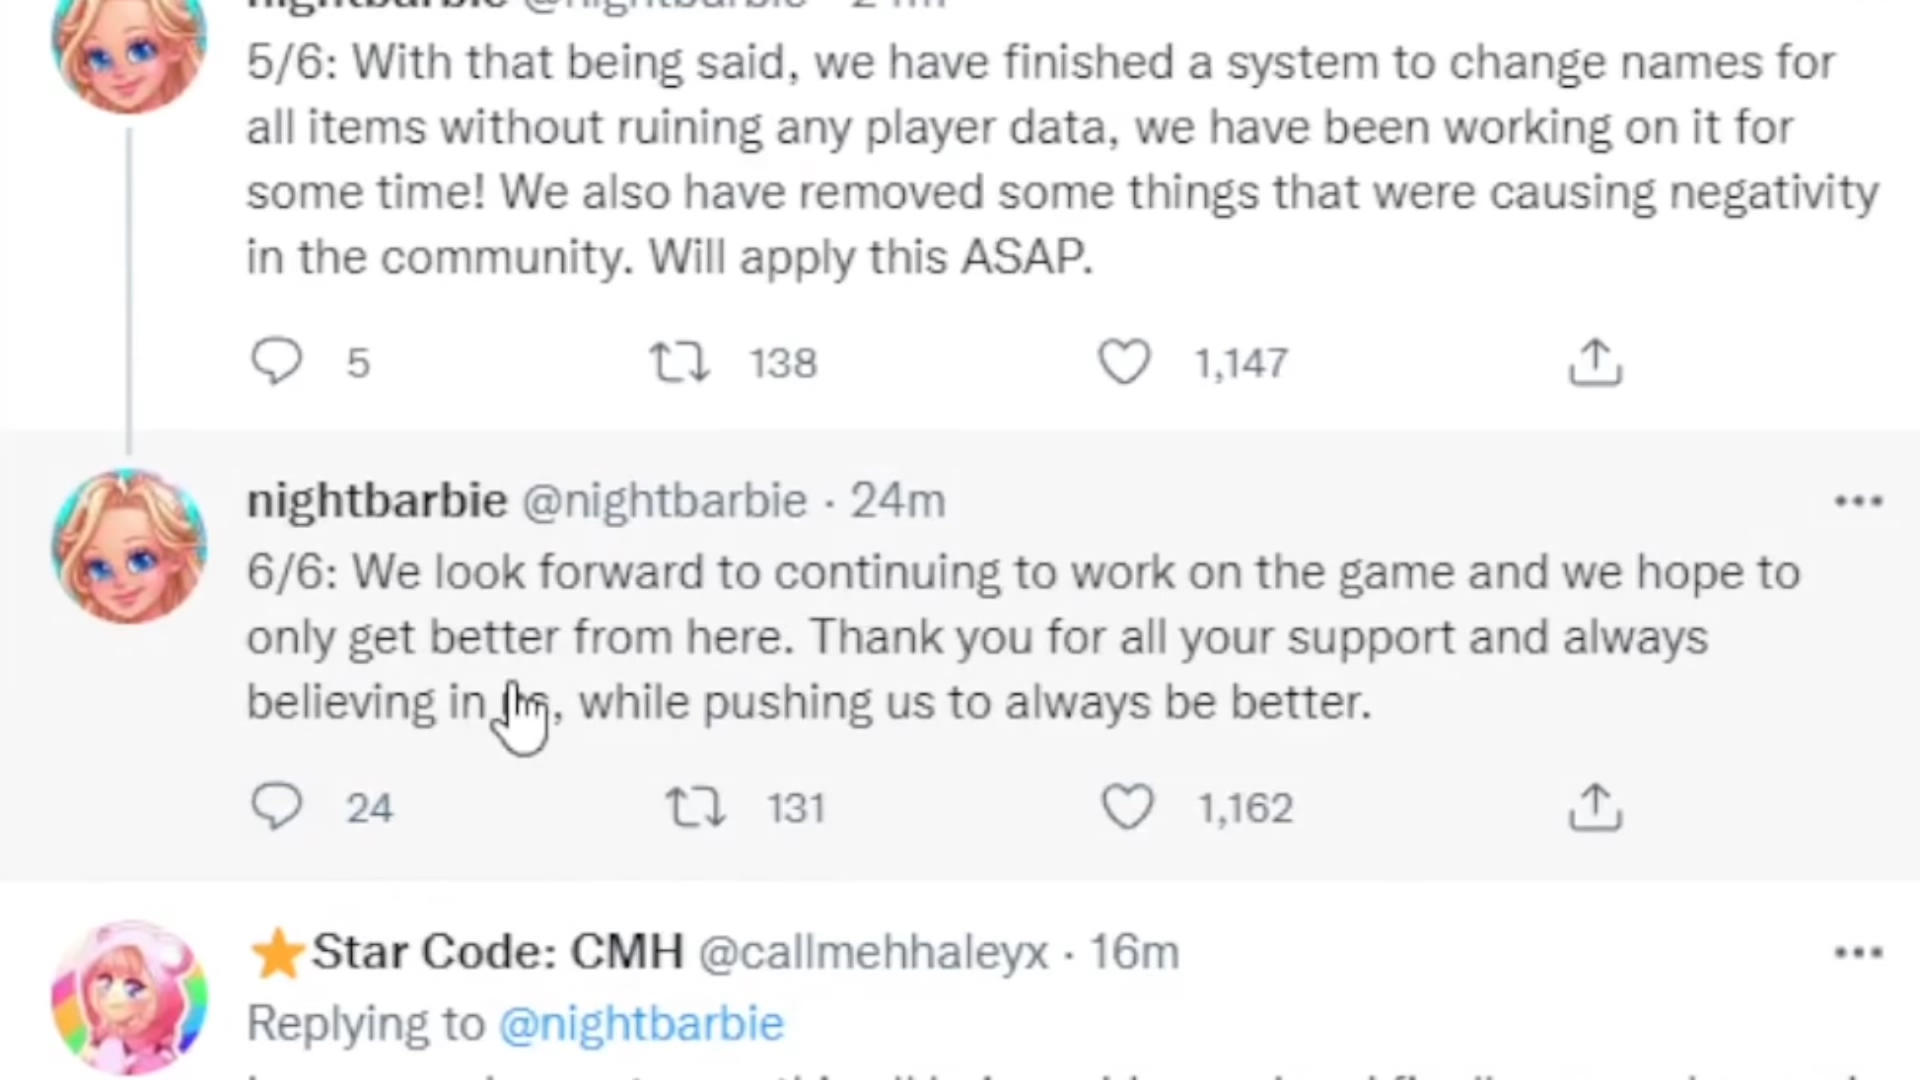 nightbarbie @nightbarbie · 24m
5/6: With that being said, we have finished a system to change names for
all items without ruining any player data, we have been working on it for
some time! We also have removed some things that were causing negativity
in the community. Will apply this ASAP.
5 138 1,147
nightbarbie @nightbarbie · 24m
6/6: We look forward to continuing to work on the game and we hope to
only get better from here. Thank you for all your support and always
believing in , while pushing us to always be better.
24 131 1,162
⭐Star Code: CMH @callmehhaleyx · 16m
Replying to @nightbarbie